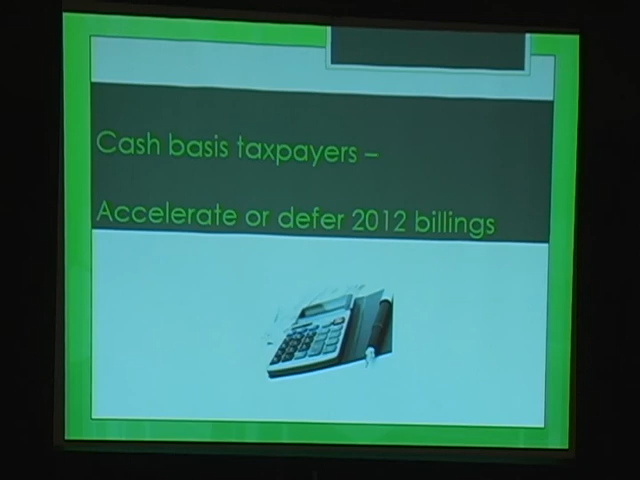 Cash basis taxpayers –
Accelerate or defer 2012 billings